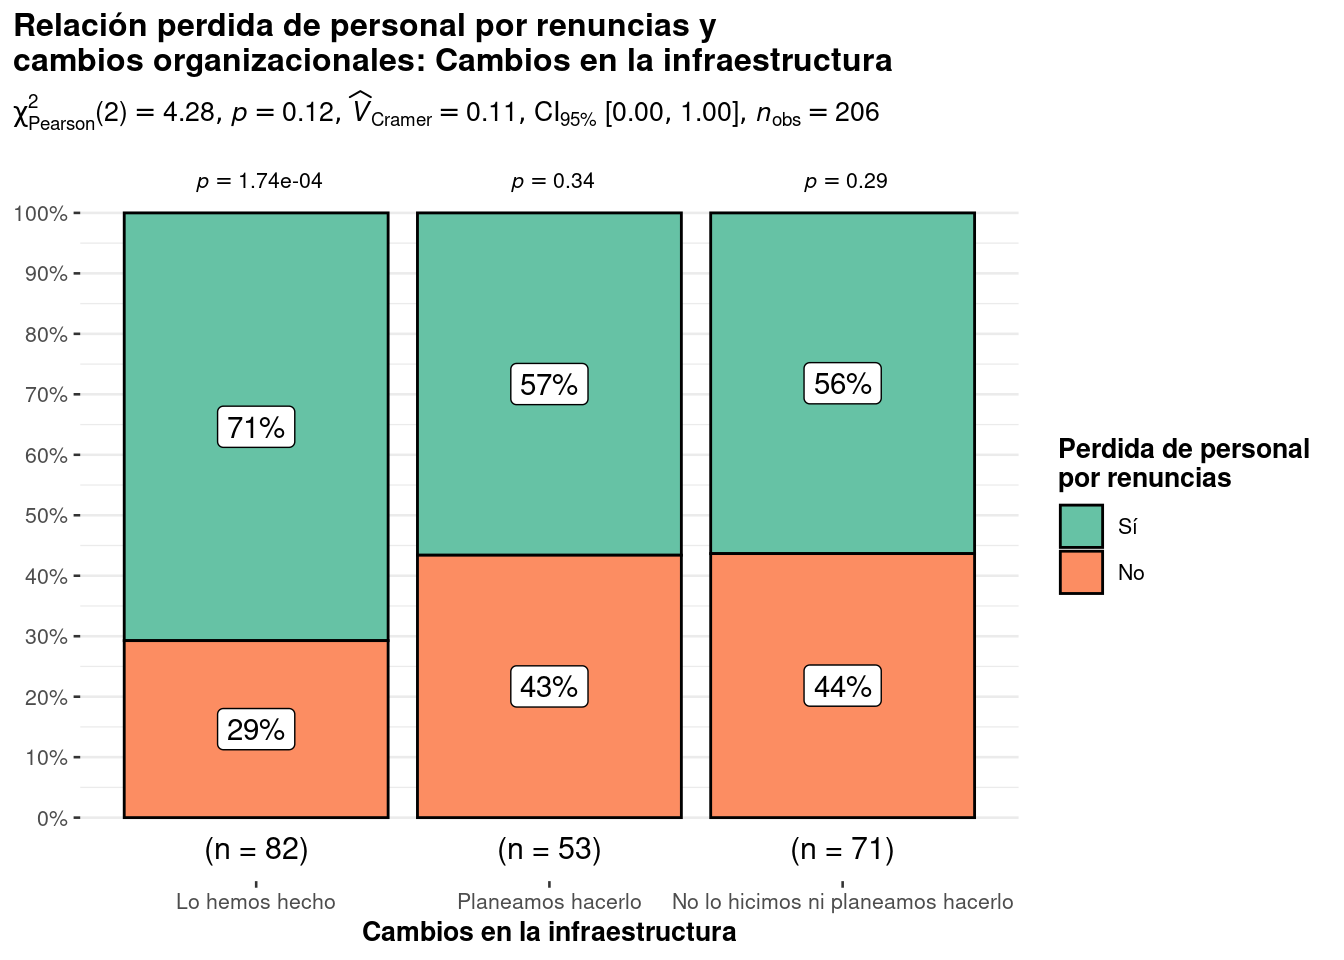 Relación perdida de personal por renuncias y
cambios organizacionales: Cambios en la infraestructura
χ²Pearson(2) = 4.28, p = 0.12, V̂Cramer = 0.11, CI95% [0.00, 1.00], nobs = 206
p = 1.74e-04 p = 0.34 p = 0.29
100%
90%
80%
70%
60%
50%
40%
30%
20%
10%
0%
71% 57% 56%
29% 43% 44%
(n = 82) (n = 53) (n = 71)
Lo hemos hecho Planeamos hacerlo No lo hicimos ni planeamos hacerlo
Cambios en la infraestructura
Perdida de personal
por renuncias
Sí
No